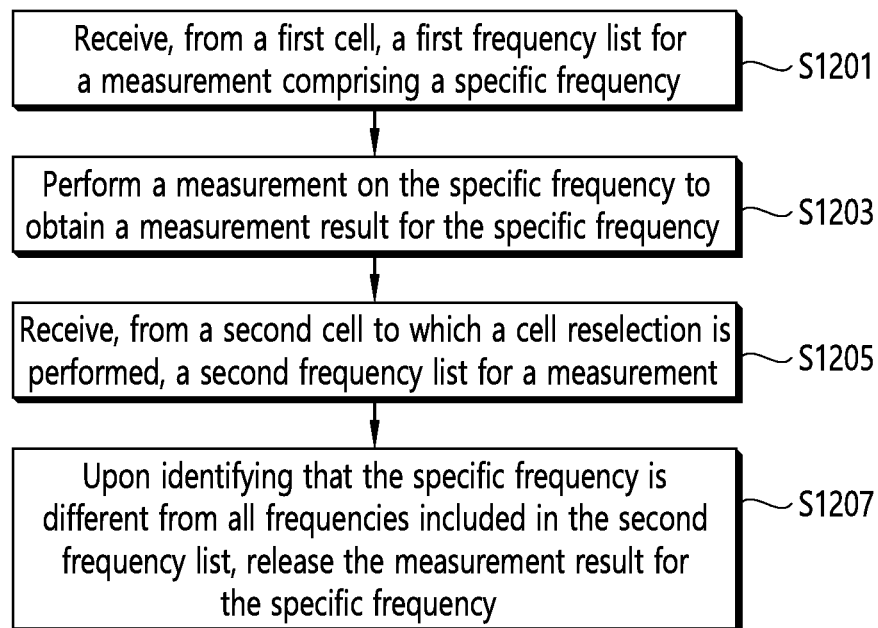 Receive, from a first cell, a first frequency list for
a measurement comprising a specific frequency
S1201
Perform a measurement on the specific frequency to
obtain a measurement result for the specific frequency
S1203
Receive, from a second cell to which a cell reselection is
performed, a second frequency list for a measurement
S1205
Upon identifying that the specific frequency is
different from all frequencies included in the second
frequency list, release the measurement result for
the specific frequency
S1207